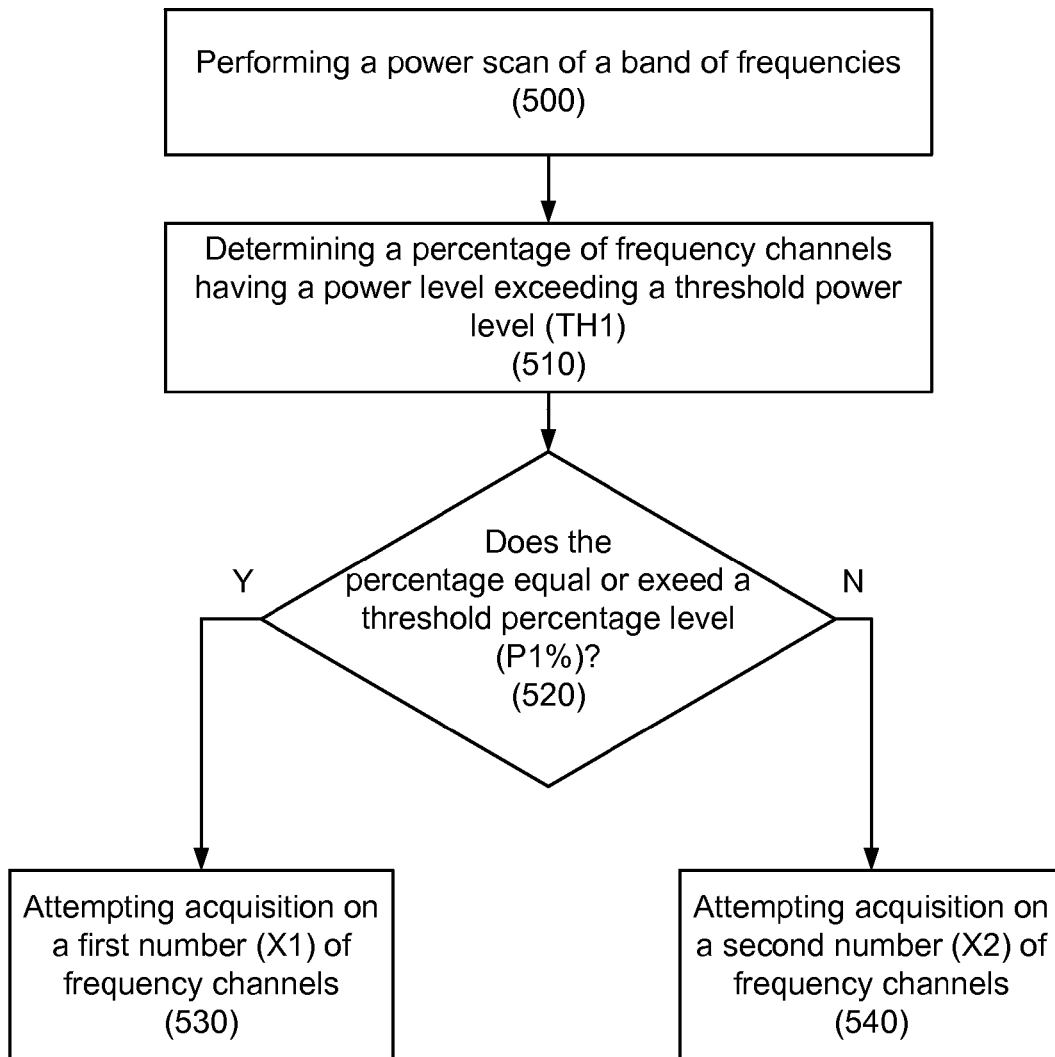 Performing a power scan of a band of frequencies
(500)
Determining a percentage of frequency channels
having a power level exceeding a threshold power
level (TH1)
(510)
Does the
percentage equal or exeed a
threshold percentage level
(P1%)?
(520)
Y
N
Attempting acquisition on
a first number (X1) of
frequency channels
(530)
Attempting acquisition on
a second number (X2) of
frequency channels
(540)